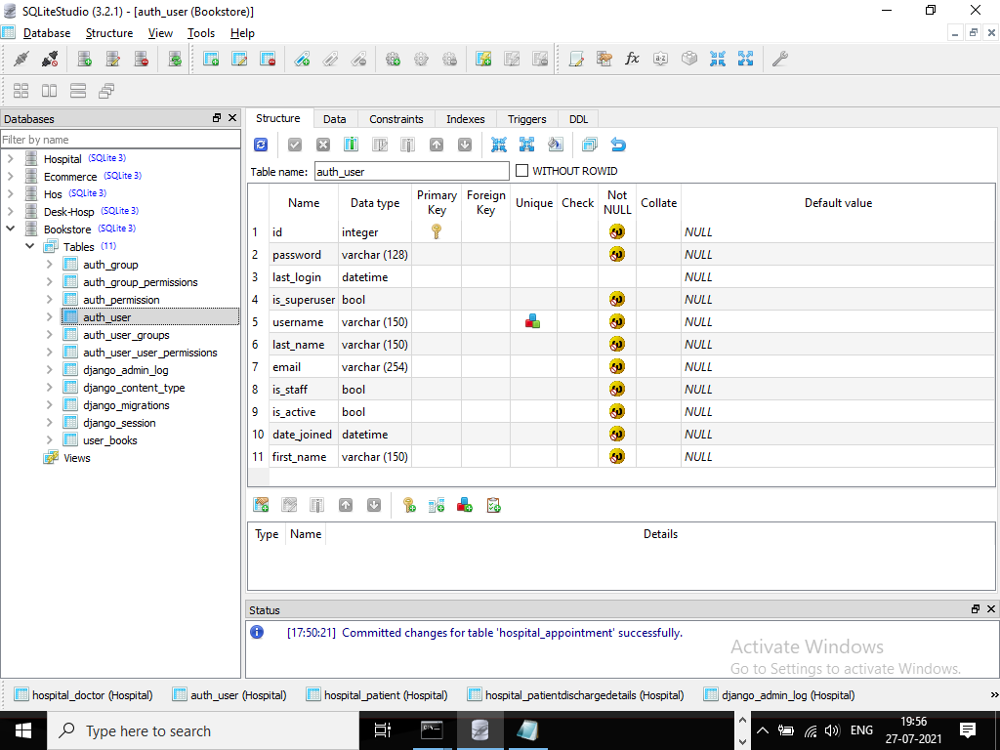 SQLiteStudio (3.2.1) - [auth_user (Bookstore)]
Database Structure View Tools Help
Databases
Filter by name
Hospital (SQLite 3)
Ecommerce (SQLite 3)
Hos (SQLite 3)
Desk-Hosp (SQLite 3)
Bookstore (SQLite 3)
Tables (11)
auth_group
auth_group_permissions
auth_permission
auth_user
auth_user_groups
auth_user_user_permissions
django_admin_log
django_content_type
django_migrations
django_session
user_books
Views
Structure Data Constraints Indexes Triggers DDL
Table name: auth_user WITHOUT ROWID
Name Data type Primary Key Foreign Key Unique Check Not NULL Collate Default value
1 id integer NULL
2 password varchar (128) NULL
3 last_login datetime NULL
4 is_superuser bool NULL
5 username varchar (150) NULL
6 last_name varchar (150) NULL
7 email varchar (254) NULL
8 is_staff bool NULL
9 is_active bool NULL
10 date_joined datetime NULL
11 first_name varchar (150) NULL
Type Name Details
Status
[17:50:21] Committed changes for table 'hospital_appointment' successfully.
Activate Windows
Go to Settings to activate Windows.
hospital_doctor (Hospital) auth_user (Hospital) hospital_patient (Hospital) hospital_patientdischargedetails (Hospital) django_admin_log (Hospital) »
Type here to search
ENG
19:56
27-07-2021